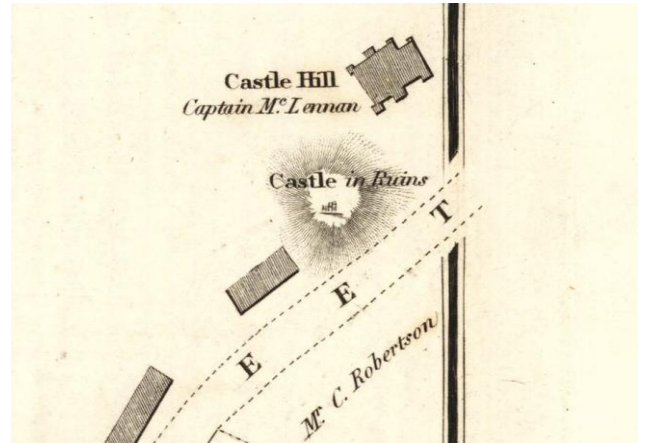 Castle Hill
Captain Mc. Lennan
Castle in Ruins
E E T
Mr. C. Robertson